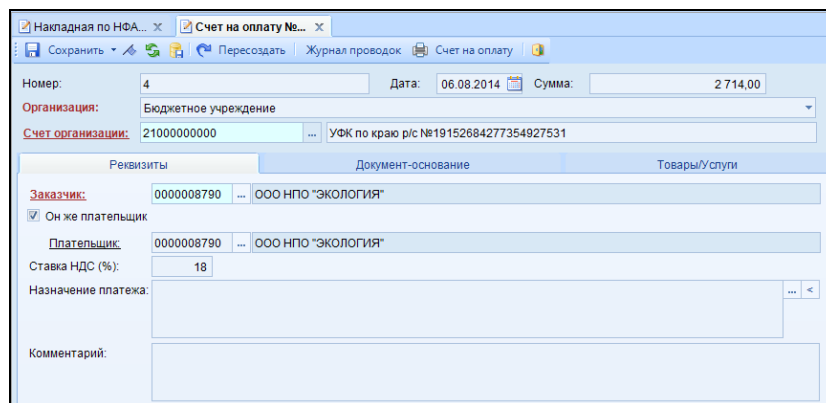 Накладная по НФА... x Счет на оплату №... x
Сохранить Пересоздать Журнал проводок Счет на оплату
Номер: 4 Дата: 06.08.2014 Сумма: 2 714,00
Организация: Бюджетное учреждение
Счет организации: 21000000000 ... УФК по краю р/с №19152684277354927531
Реквизиты Документ-основание Товары/Услуги
Заказчик: 0000008790 ... ООО НПО "ЭКОЛОГИЯ"
Он же плательщик
Плательщик: 0000008790 ... ООО НПО "ЭКОЛОГИЯ"
Ставка НДС (%): 18
Назначение платежа: ... <
Комментарий: